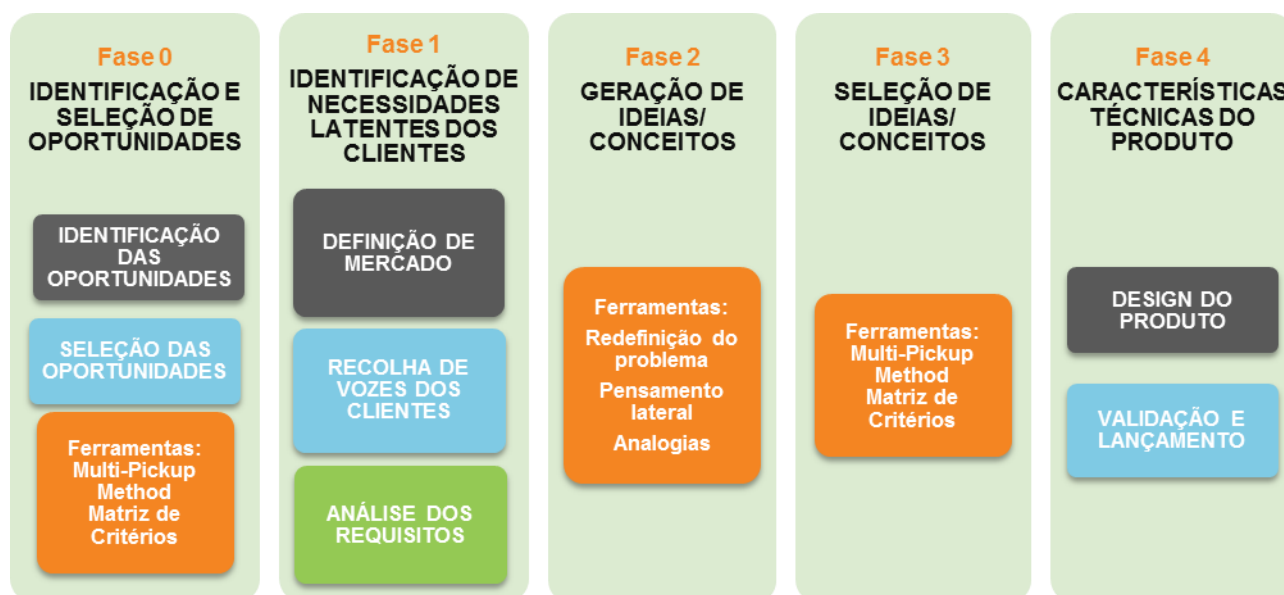 Fase 0
IDENTIFICAÇÃO E
SELEÇÃO DE
OPORTUNIDADES
IDENTIFICAÇÃO
DAS
OPORTUNIDADES
SELEÇÃO DAS
OPORTUNIDADES
Ferramentas:
Multi-Pickup
Method
Matriz de
Critérios
Fase 1
IDENTIFICAÇÃO DE
NECESSIDADES
LATENTES DOS
CLIENTES
DEFINIÇÃO DE
MERCADO
RECOLHA DE
VOZES DOS
CLIENTES
ANÁLISE DOS
REQUISITOS
Fase 2
GERAÇÃO DE
IDEIAS/
CONCEITOS
Ferramentas:
Redefinição do
problema
Pensamento
lateral
Analogias
Fase 3
SELEÇÃO DE
IDEIAS/
CONCEITOS
Ferramentas:
Multi-Pickup
Method
Matriz de
Critérios
Fase 4
CARACTERÍSTICAS
TÉCNICAS DO
PRODUTO
DESIGN DO
PRODUTO
VALIDAÇÃO E
LANÇAMENTO